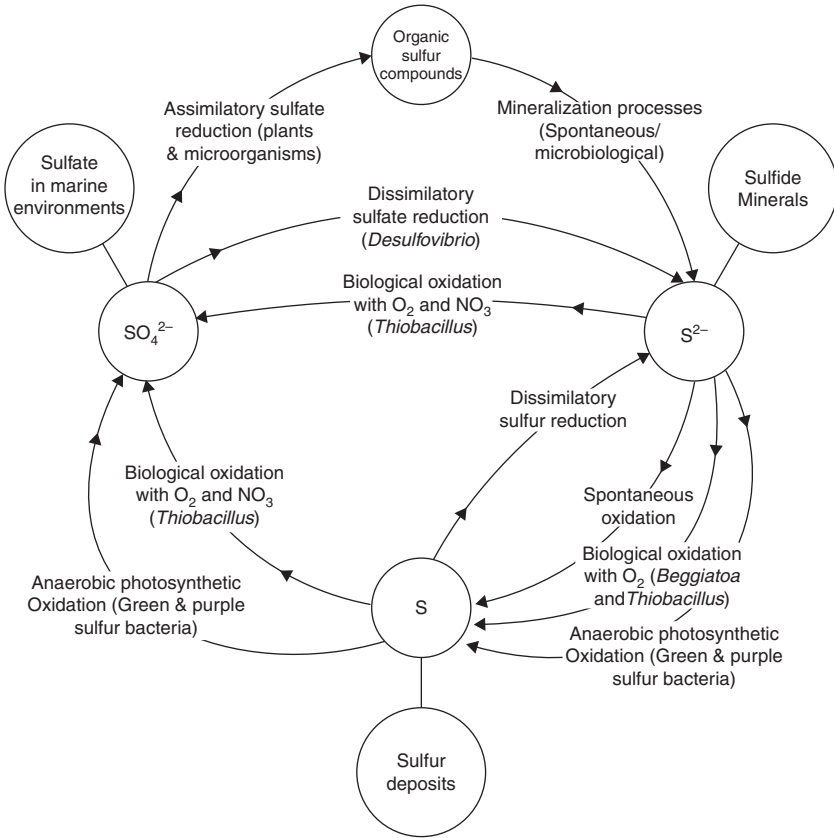 Organic
sulfur
compounds
Assimilatory sulfate
reduction (plants
& microorganisms)
Mineralization processes
(Spontaneous/
microbiological)
Sulfate
in marine
environments
Sulfide
Minerals
Dissimilatory
sulfate reduction
(Desulfovibrio)
Biological oxidation
with O₂ and NO₃
(Thiobacillus)
SO₄²⁻
S²⁻
Dissimilatory
sulfur reduction
Biological oxidation
with O₂ and NO₃
(Thiobacillus)
Spontaneous
oxidation
Biological oxidation
with O₂ (Beggiatoa
andThiobacillus)
Anaerobic photosynthetic
Oxidation (Green & purple
sulfur bacteria)
S
Anaerobic photosynthetic
Oxidation (Green & purple
sulfur bacteria)
Sulfur
deposits